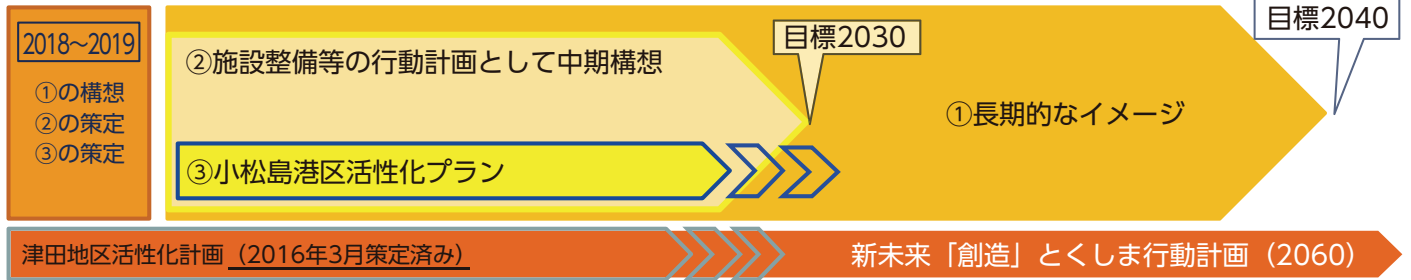 2018~2019
①の構想
②の策定
③の策定
②施設整備等の行動計画として中期構想
目標2030
目標2040
①長期的なイメージ
③小松島港区活性化プラン
津田地区活性化計画（2016年3月策定済み）
新未来「創造」とくしま行動計画（2060）